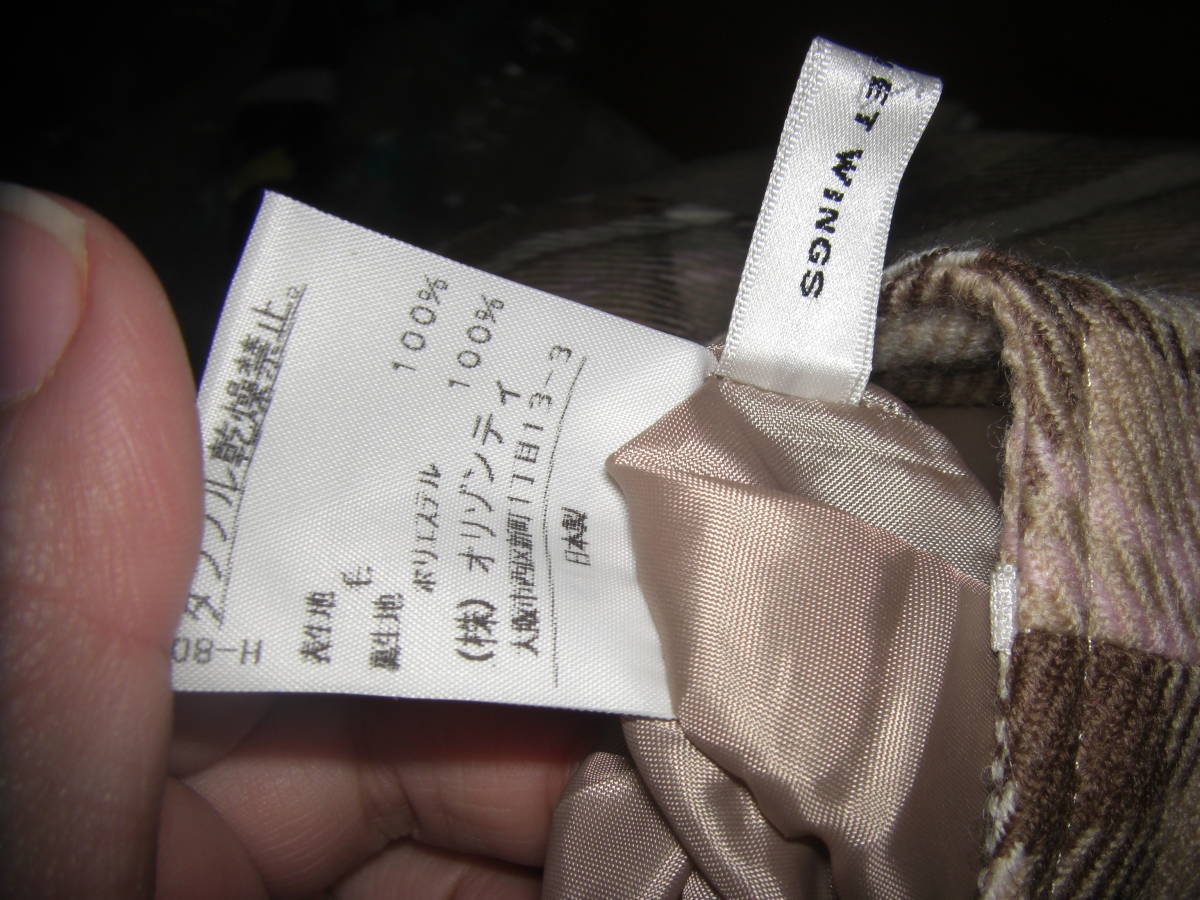 ET WINGS
08-H
タンブル乾燥禁止
表生地
毛 100%
裏生地
ポリエステル 100%
(株)オリゾンティ
大阪市西区新町1丁目13-3
日本製